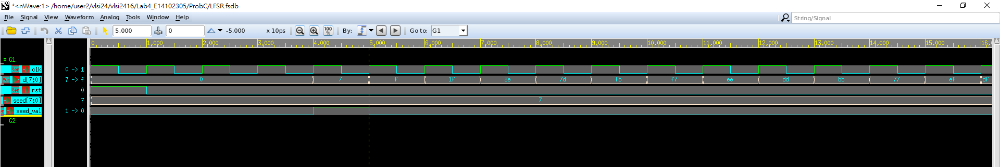 *<nWave:1> /home/user2/vlsi24/vlsi2416/Lab4_E14102305/ProbC/LFSR.fsdb
File Signal View Waveform Analog Tools Window Help String/Signal
5,000 0 -5,000 x 10ps 100% By: Go to: G1
0 1,000 2,000 3,000 4,000 5,000 6,000 7,000 8,000 9,000 10,000 11,000 12,000 13,000 14,000 15,000 16,0
= G1
clk 0 -> 1
d[7:0] 7 -> f 0 7 f 1f 3e 7d fb f7 ee dd bb 77 ef df
rst 0
seed[7:0] 7 7
seed_val 1 -> 0
G2